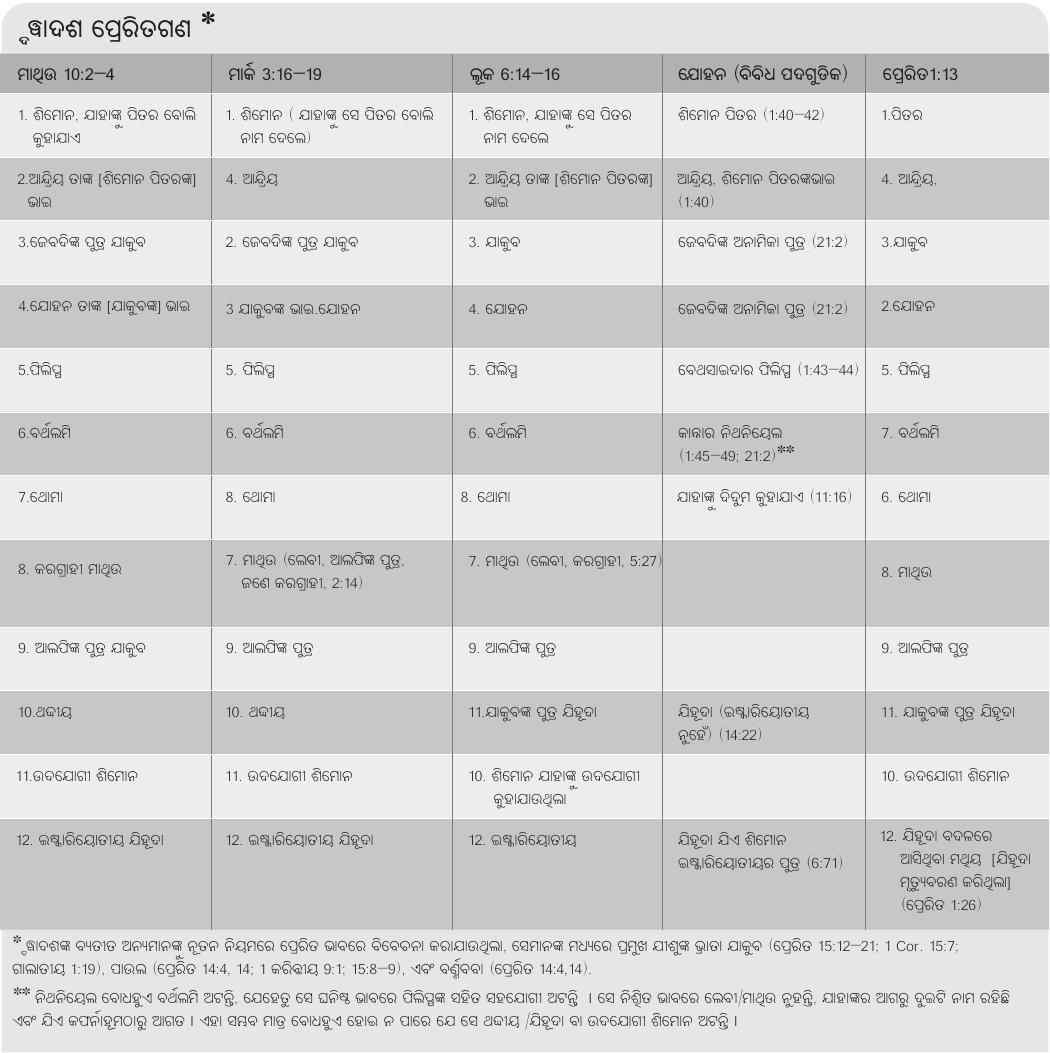 ଦ୍ୱାଦଶ ପ୍ରେରିତଗଣ *
ମାଥିଉ 10:2–4 ମାର୍କ 3:16–19 ଲୂକ 6:14–16 ଯୋହନ (ବିବିଧ ପଦଗୁଡିକ) ପ୍ରେରିତ1:13
1. ଶିମୋନ, ଯାହାଙ୍କୁ ପିତର ବୋଲି 1. ଶିମୋନ ( ଯାହାଙ୍କୁ ସେ ପିତର ବୋଲି 1. ଶିମୋନ, ଯାହାଙ୍କୁ ସେ ପିତର ଶିମୋନ ପିତର (1:40–42) 1.ପିତର
କୁହାଯାଏ ନାମ ଦେଲେ) ନାମ ଦେଲେ
2.ଆନ୍ଦ୍ରିୟ ତାଙ୍କ [ଶିମୋନ ପିତରଙ୍କ] 4. ଆନ୍ଦ୍ରିୟ 2. ଆନ୍ଦ୍ରିୟ ତାଙ୍କ [ଶିମୋନ ପିତରଙ୍କ] ଆନ୍ଦ୍ରିୟ, ଶିମୋନ ପିତରଙ୍କଭାଇ 4. ଆନ୍ଦ୍ରିୟ,
ଭାଇ ଭାଇ (1:40)
3.ଜେବଦିଙ୍କ ପୁତ୍ର ଯାକୁବ 2. ଜେବଦିଙ୍କ ପୁତ୍ର ଯାକୁବ 3. ଯାକୁବ ଜେବଦିଙ୍କ ଅନାମିକା ପୁତ୍ର (21:2) 3.ଯାକୁବ
4.ଯୋହନ ତାଙ୍କ [ଯାକୁବଙ୍କ] ଭାଇ 3 ଯାକୁବଙ୍କ ଭାଇ.ଯୋହନ 4. ଯୋହନ ଜେବଦିଙ୍କ ଅନାମିକା ପୁତ୍ର (21:2) 2.ଯୋହନ
5.ଫିଲିପ୍ପ 5. ଫିଲିପ୍ପ 5. ଫିଲିପ୍ପ ବେଥସାଇଦାର ଫିଲିପ୍ପ (1:43–44) 5. ଫିଲିପ୍ପ
6.ବର୍ଥଲମି 6. ବର୍ଥଲମି 6. ବର୍ଥଲମି କାନ୍ନାର ନିଥନିୟେଲ 7. ବର୍ଥଲମି
(1:45–49; 21:2)**
7.ଥୋମା 8. ଥୋମା 8. ଥୋମା ଯାହାଙ୍କୁ ଦିଦୁମ କୁହାଯାଏ (11:16) 6. ଥୋମା
8. କରଗ୍ରାହୀ ମାଥିଉ 7. ମାଥିଉ (ଲେବୀ, ଆଲଫିଙ୍କ ପୁତ୍ର, 7. ମାଥିଉ (ଲେବୀ, କରଗ୍ରାହୀ, 5:27) 8. ମାଥିଉ
ଜଣେ କରଗ୍ରାହୀ, 2:14)
9. ଆଲଫିଙ୍କ ପୁତ୍ର ଯାକୁବ 9. ଆଲଫିଙ୍କ ପୁତ୍ର 9. ଆଲଫିଙ୍କ ପୁତ୍ର 9. ଆଲଫିଙ୍କ ପୁତ୍ର
10.ଥଦ୍ଦୀୟ 10. ଥଦ୍ଦୀୟ 11.ଯାକୁବଙ୍କ ପୁତ୍ର ଯିହୂଦା ଯିହୂଦା (ଇଷ୍କାରିୟୋତୀୟ 11. ଯାକୁବଙ୍କ ପୁତ୍ର ଯିହୂଦା
ନୁହେଁ) (14:22)
11.ଉଦଯୋଗୀ ଶିମୋନ 11. ଉଦଯୋଗୀ ଶିମୋନ 10. ଶିମୋନ ଯାହାଙ୍କୁ ଉଦଯୋଗୀ 10. ଉଦଯୋଗୀ ଶିମୋନ
କୁହାଯାଉଥିଲା
12. ଇଷ୍କାରିୟୋତୀୟ ଯିହୂଦା 12. ଇଷ୍କାରିୟୋତୀୟ ଯିହୂଦା 12. ଇଷ୍କାରିୟୋତୀୟ ଯିହୂଦା ଯିଏ ଶିମୋନ 12. ଯିହୂଦା ବଦଳରେ
ଇଷ୍କାରିୟୋତୀୟର ପୁତ୍ର (6:71) ଆସିଥିବା ମଥିୟ [ଯିହୂଦା
ମୃତ୍ୟୁବରଣ କରିଥିଲା]
(ପ୍ରେରିତ 1:26)
* ଦ୍ୱାଦଶଙ୍କ ବ୍ୟତୀତ ଅନ୍ୟମାନଙ୍କୁ ନୂତନ ନିୟମରେ ପ୍ରେରିତ ଭାବରେ ବିବେଚନା କରାଯାଉଥିଲା, ସେମାନଙ୍କ ମଧ୍ୟରେ ପ୍ରମୁଖ ଯୀଶୁଙ୍କ ଭ୍ରାତା ଯାକୁବ (ପ୍ରେରିତ 15:12–21; 1 Cor. 15:7;
ଗାଲାତୀୟ 1:19), ପାଉଲ (ପ୍ରେରିତ 14:4, 14; 1 କରିନ୍ଥୀୟ 9:1; 15:8–9), ଏବଂ ବର୍ଣ୍ଣବବା (ପ୍ରେରିତ 14:4,14).
** ନିଥନିୟେଲ ବୋଧହୁଏ ବର୍ଥଲମି ଅଟନ୍ତି, ଯେହେତୁ ସେ ଘନିଷ୍ଠ ଭାବରେ ଫିଲିପ୍ପଙ୍କ ସହିତ ସହଯୋଗୀ ଅଟନ୍ତି । ସେ ନିଶ୍ଚିତ ଭାବରେ ଲେବୀ/ମାଥିଉ ନୁହନ୍ତି, ଯାହାଙ୍କର ଆଗରୁ ଦୁଇଟି ନାମ ରହିଛି
ଏବଂ ଯିଏ କଫର୍ନାହୂମଠାରୁ ଆଗତ । ଏହା ସମ୍ଭବ ମାତ୍ର ବୋଧହୁଏ ହୋଇ ନ ପାରେ ଯେ ସେ ଥଦ୍ଦୀୟ /ଯିହୂଦା ବା ଉଦଯୋଗୀ ଶିମୋନ ଅଟନ୍ତି ।